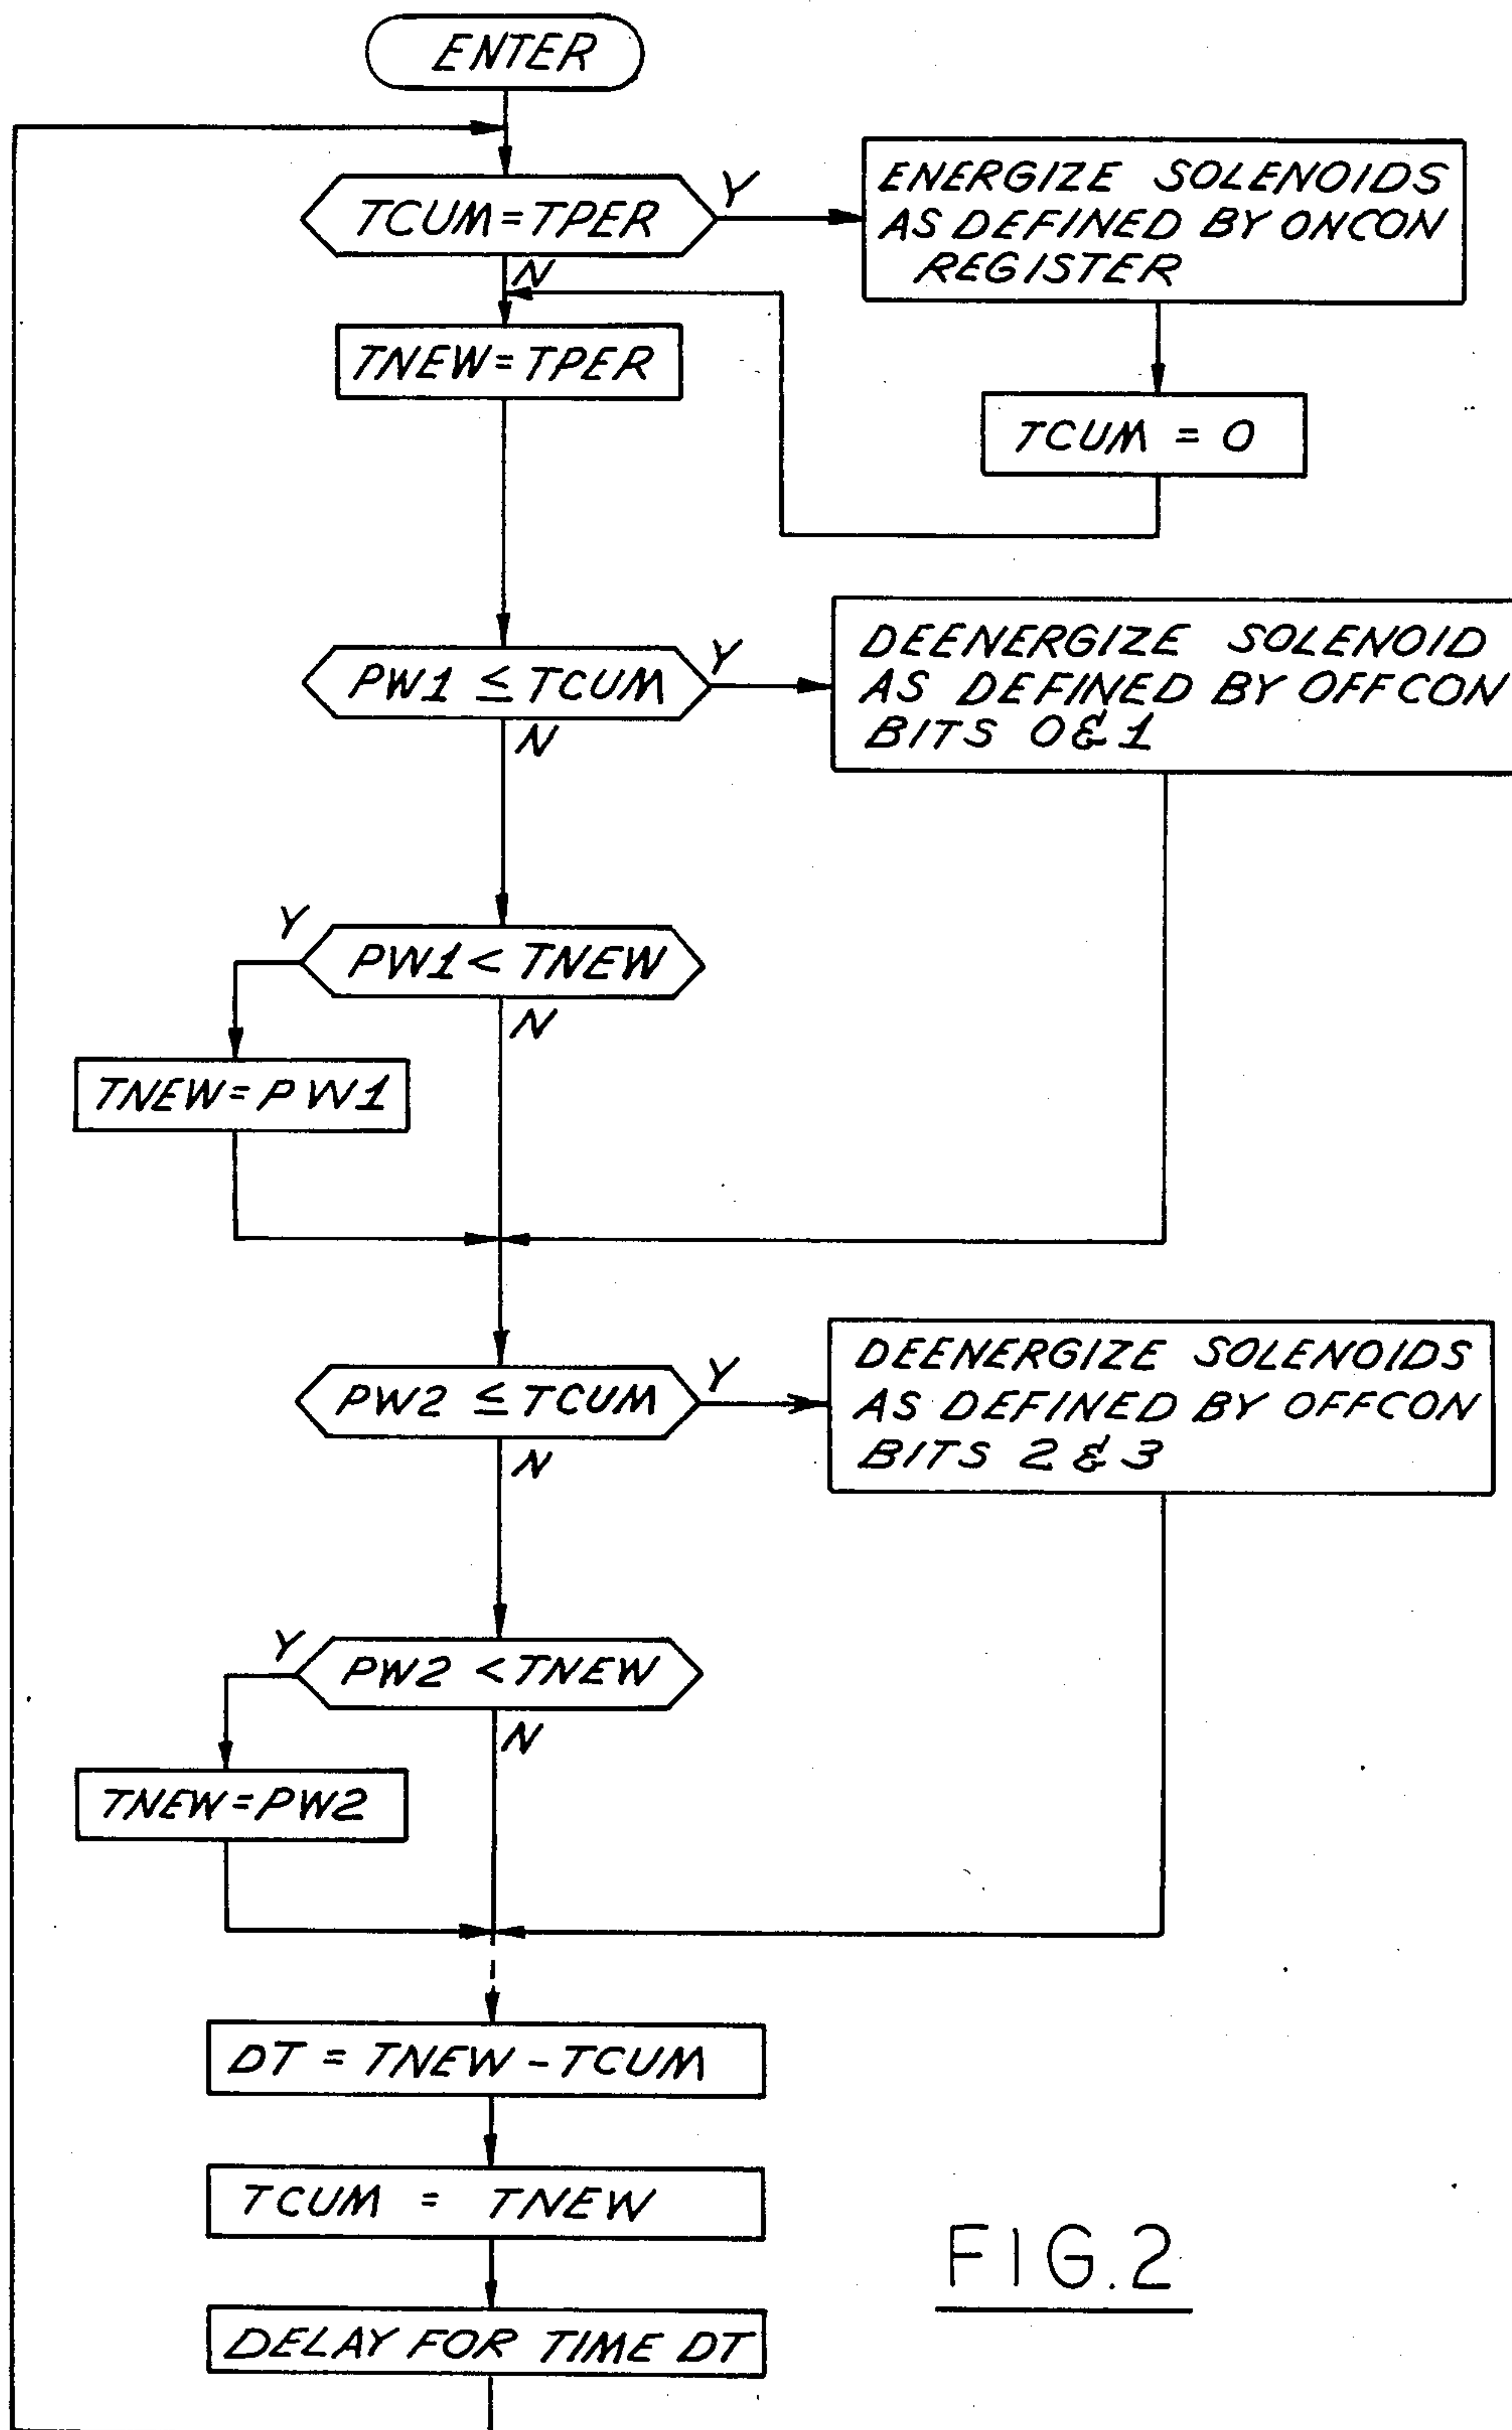 ENTER
TCUM=TPER
Y
ENERGIZE SOLENOIDS
AS DEFINED BY ONCON
REGISTER
N
TNEW=TPER
TCUM = 0
PW1 ≤ TCUM
Y
DEENERGIZE SOLENOID
AS DEFINED BY OFFCON
BITS 0&1
N
Y
PW1 < TNEW
N
TNEW=PW1
PW2 ≤ TCUM
Y
DEENERGIZE SOLENOIDS
AS DEFINED BY OFFCON
BITS 2&3
N
Y
PW2 < TNEW
N
TNEW=PW2
DT = TNEW - TCUM
TCUM = TNEW
DELAY FOR TIME DT
FIG.2